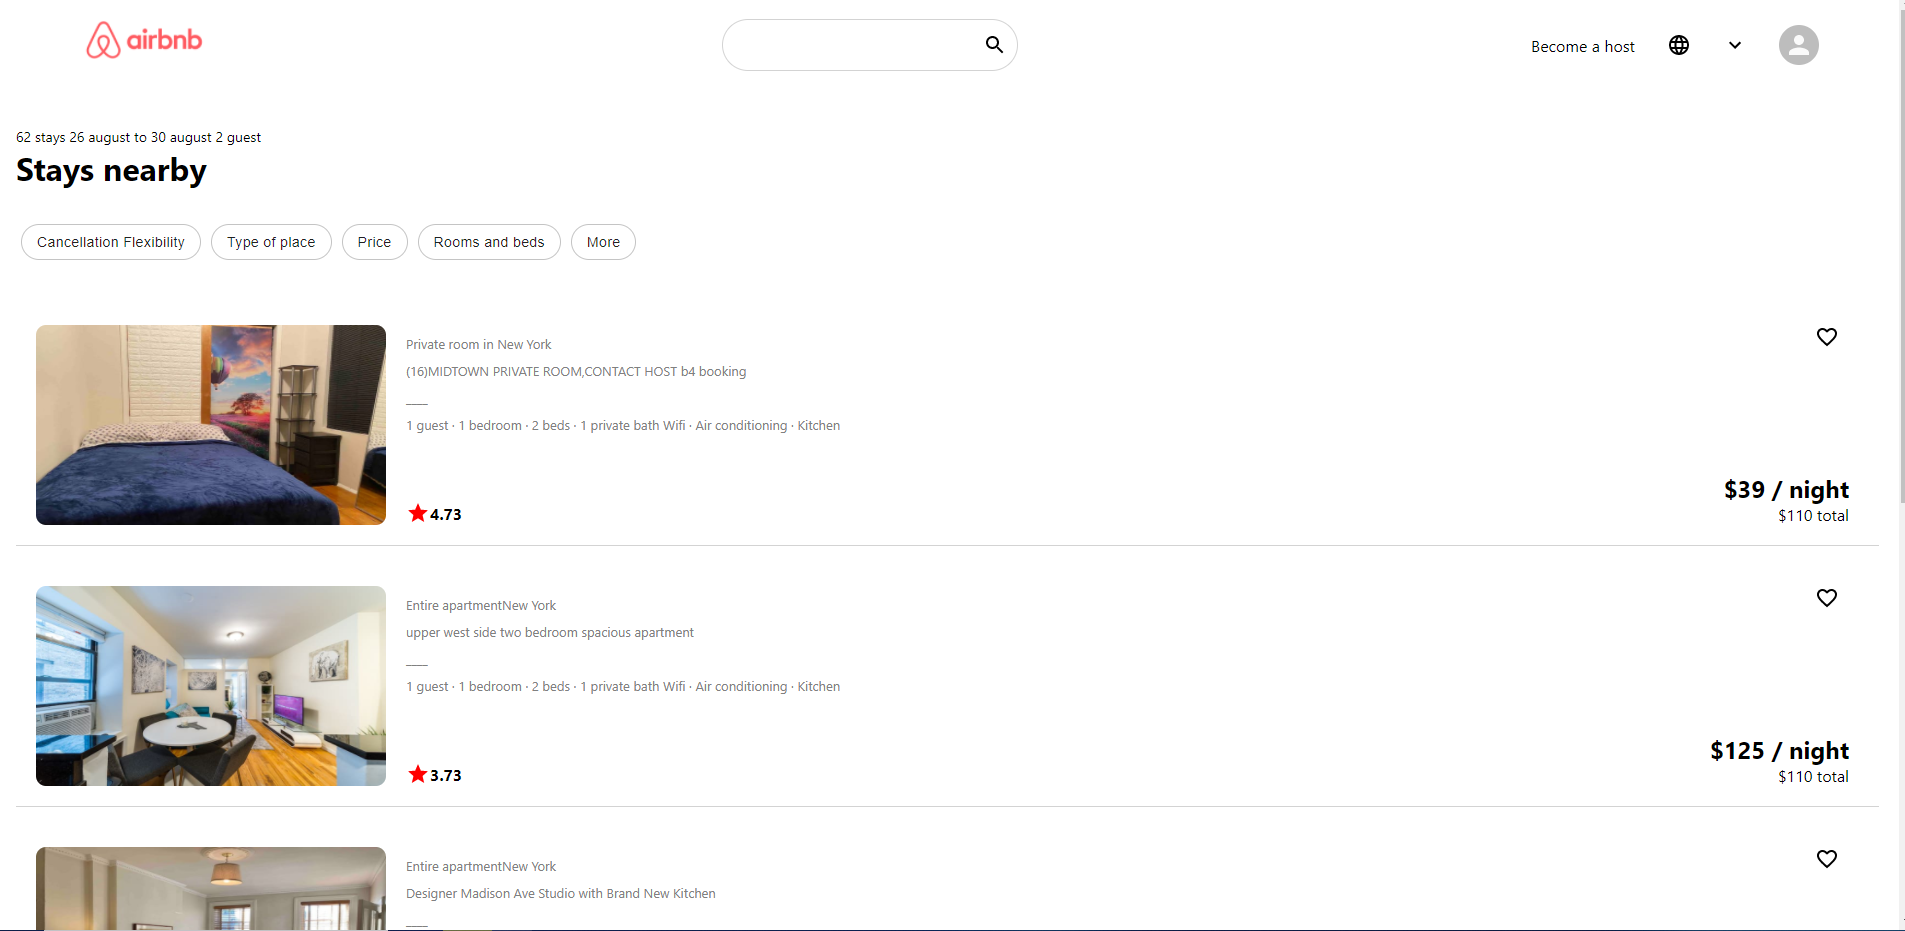 airbnb
Become a host
62 stays 26 august to 30 august 2 guest
Stays nearby
Cancellation Flexibility
Type of place
Price
Rooms and beds
More
Private room in New York
(16)MIDTOWN PRIVATE ROOM,CONTACT HOST b4 booking
1 guest · 1 bedroom · 2 beds · 1 private bath Wifi · Air conditioning · Kitchen
4.73
$39 / night
$110 total
Entire apartmentNew York
upper west side two bedroom spacious apartment
1 guest · 1 bedroom · 2 beds · 1 private bath Wifi · Air conditioning · Kitchen
3.73
$125 / night
$110 total
Entire apartmentNew York
Designer Madison Ave Studio with Brand New Kitchen